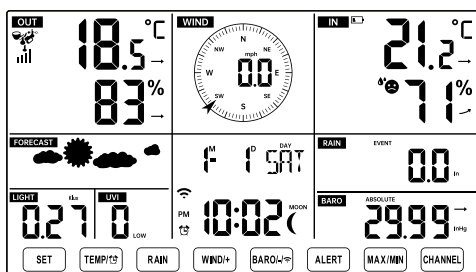 OUT
18.5 °C
83%
WIND
N
NW NE
mph
W 0.0 E
SW SE
S
IN
21.2 °C
71%
FORECAST
1 M 1 D DAY SAT
RAIN EVENT
0.0 In
LIGHT Klux
0.27
UVI
0 LOW
PM 10:02 MOON
BARO ABSOLUTE
29.99 InHg
SET TEMP/ RAIN WIND/+ BARO/-/ ALERT MAX/MIN CHANNEL